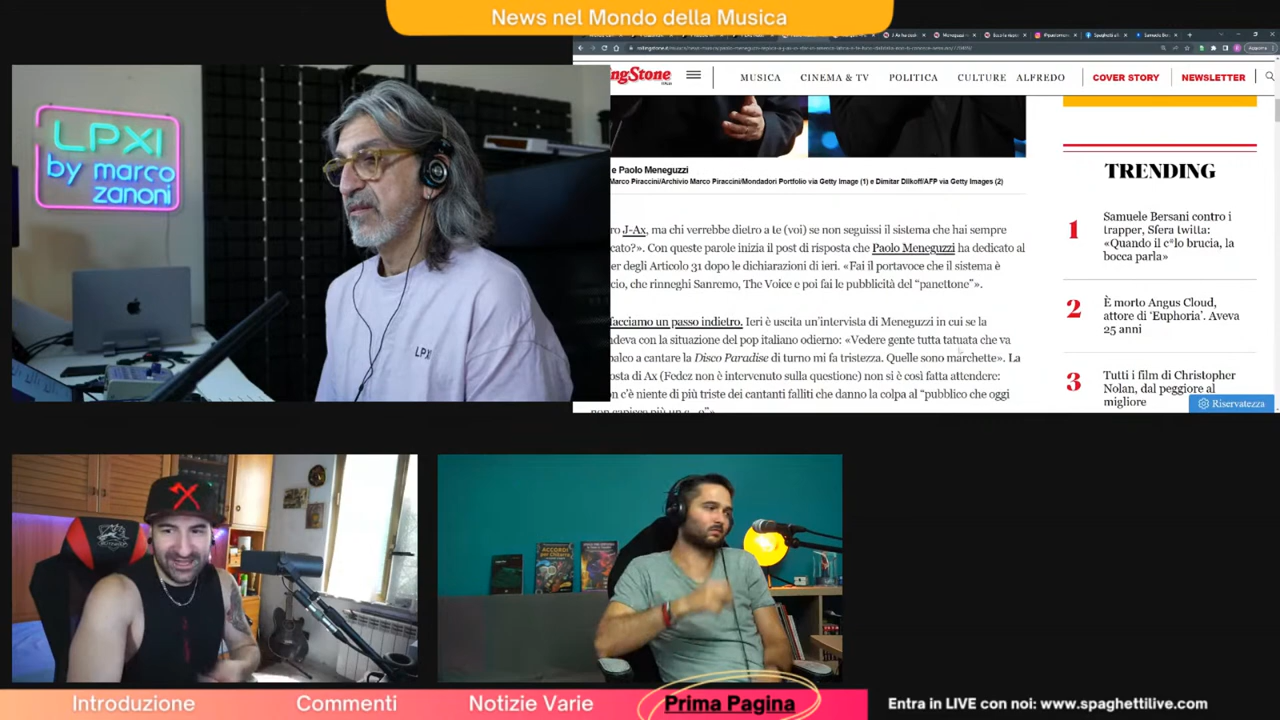 News nel Mondo della Musica
ngStone
MUSICA
CINEMA & TV
POLITICA
CULTURE
ALFREDO
COVER STORY
NEWSLETTER
LPXI
by marco
zanoni
e Paolo Meneguzzi
Marco Piraccini/Archivio Marco Piraccini/Mondadori Portfolio via Getty Image (1) e Dimitar Dilkoff/AFP via Getty Images (2)
ro J-Ax, ma chi verrebbe dietro a te (voi) se non seguissi il sistema che hai sempre
cato?». Con queste parole inizia il post di risposta che Paolo Meneguzzi ha dedicato al
er degli Articolo 31 dopo le dichiarazioni di ieri. «Fai il portavoce che il sistema è
cio, che rinneghi Sanremo, The Voice e poi fai le pubblicità del “panettone”».
facciamo un passo indietro. Ieri è uscita un’intervista di Meneguzzi in cui se la
ndeva con la situazione del pop italiano odierno: «Vedere gente tutta tatuata che va
palco a cantare la Disco Paradise di turno mi fa tristezza. Quelle sono marchette». La
osta di Ax (Fedez non è intervenuto sulla questione) non si è così fatta attendere:
on c’è niente di più triste dei cantanti falliti che danno la colpa al “pubblico che oggi
non capisce più un c…o”».
TRENDING
1
Samuele Bersani contro i
trapper, Sfera twitta:
«Quando il c*lo brucia, la
bocca parla»
2
È morto Angus Cloud,
attore di ‘Euphoria’. Aveva
25 anni
3
Tutti i film di Christopher
Nolan, dal peggiore al
migliore
Riservatezza
LPXI
ACCORDI
Introduzione
Commenti
Notizie Varie
Prima Pagina
Entra in LIVE con noi: www.spaghettilive.com